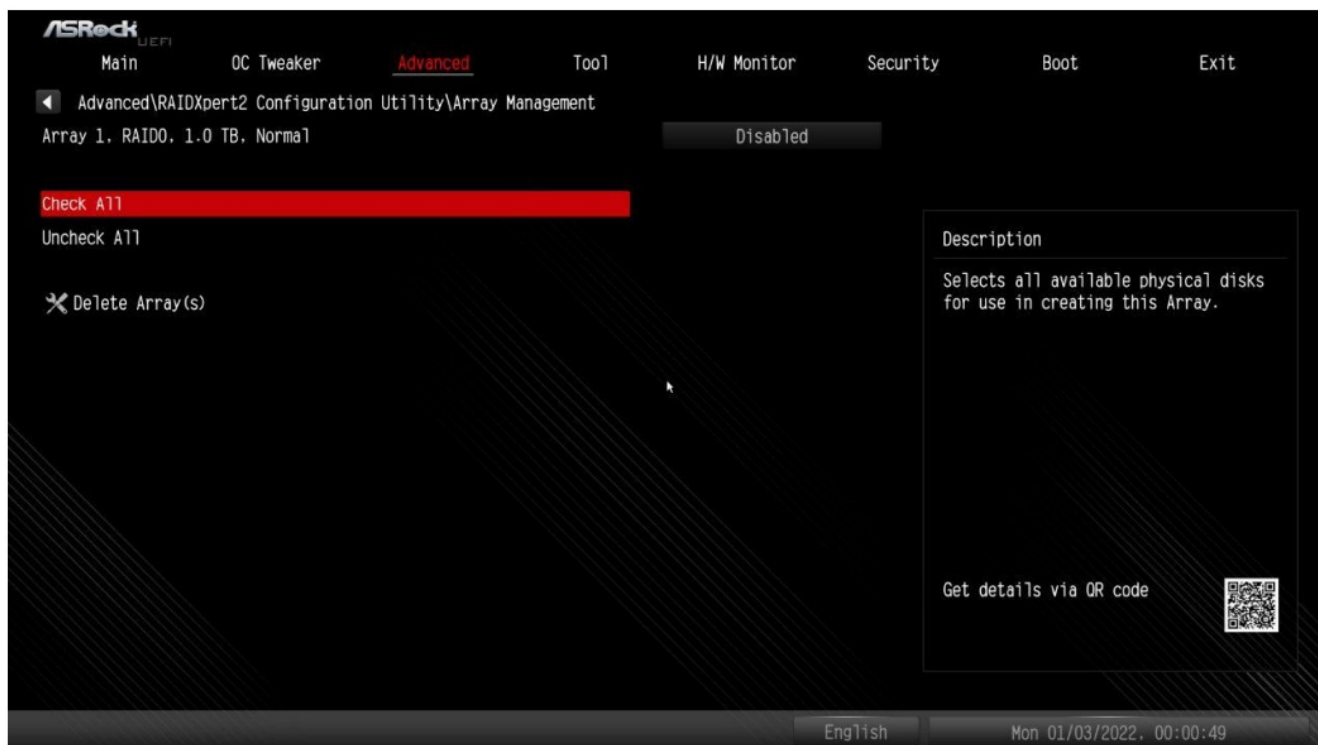 ASRock
UEFI
Main OC Tweaker Advanced Tool H/W Monitor Security Boot Exit
Advanced\RAIDXpert2 Configuration Utility\Array Management
Array 1, RAID0, 1.0 TB, Normal Disabled
Check All
Uncheck All
Delete Array(s)
Description
Selects all available physical disks
for use in creating this Array.
Get details via QR code
English Mon 01/03/2022, 00:00:49